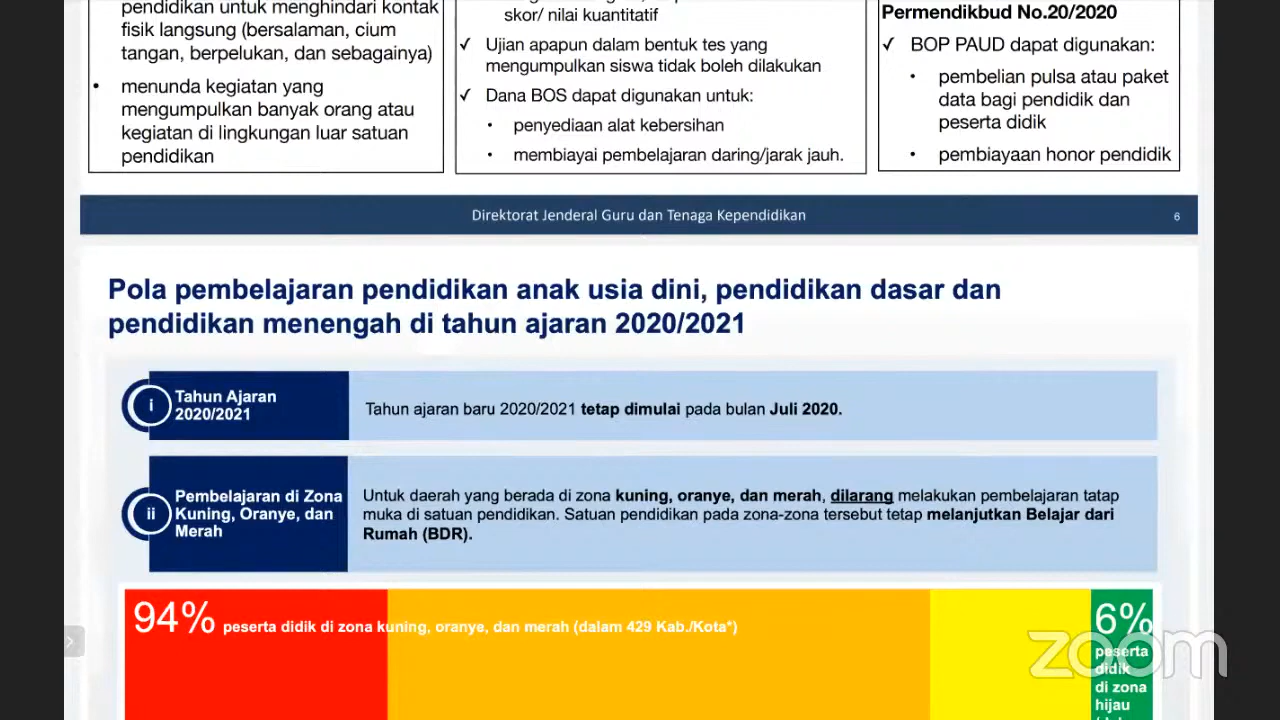 pendidikan untuk menghindari kontak
fisik langsung (bersalaman, cium
tangan, berpelukan, dan sebagainya)
• menunda kegiatan yang
mengumpulkan banyak orang atau
kegiatan di lingkungan luar satuan
pendidikan
skor/ nilai kuantitatif
✓ Ujian apapun dalam bentuk tes yang
mengumpulkan siswa tidak boleh dilakukan
✓ Dana BOS dapat digunakan untuk:
• penyediaan alat kebersihan
• membiayai pembelajaran daring/jarak jauh.
Permendikbud No.20/2020
✓ BOP PAUD dapat digunakan:
• pembelian pulsa atau paket
data bagi pendidik dan
peserta didik
• pembiayaan honor pendidik
Direktorat Jenderal Guru dan Tenaga Kependidikan
6
Pola pembelajaran pendidikan anak usia dini, pendidikan dasar dan
pendidikan menengah di tahun ajaran 2020/2021
i
Tahun Ajaran
2020/2021
Tahun ajaran baru 2020/2021 tetap dimulai pada bulan Juli 2020.
ii
Pembelajaran di Zona
Kuning, Oranye, dan
Merah
Untuk daerah yang berada di zona kuning, oranye, dan merah, dilarang melakukan pembelajaran tatap
muka di satuan pendidikan. Satuan pendidikan pada zona-zona tersebut tetap melanjutkan Belajar dari
Rumah (BDR).
94% peserta didik di zona kuning, oranye, dan merah (dalam 429 Kab./Kota*)
6%
peserta
didik
di zona
hijau
zoom